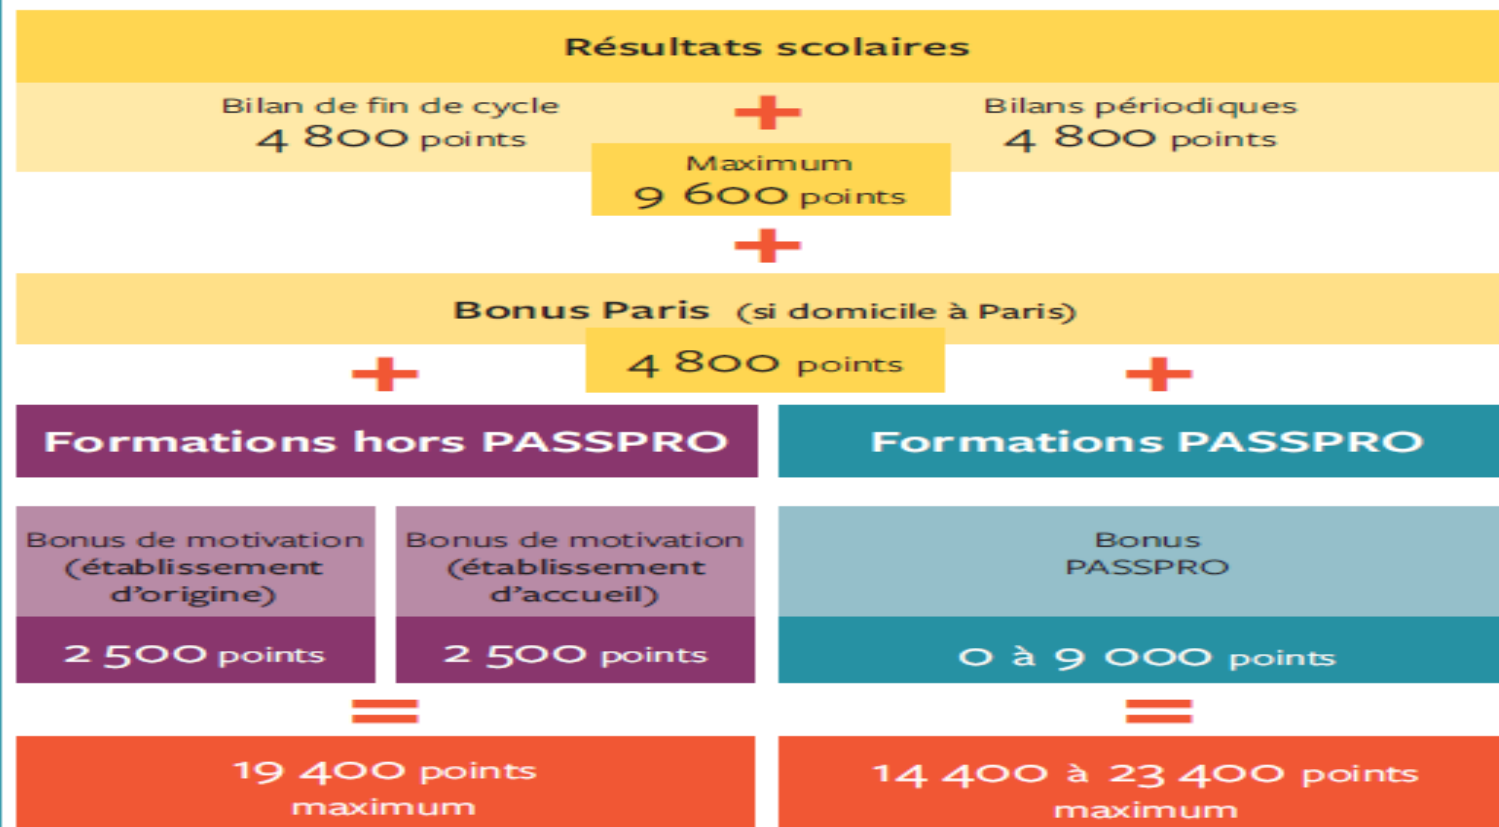 Résultats scolaires
Bilan de fin de cycle
4 800 points
+
Bilans périodiques
4 800 points
Maximum
9 600 points
+
Bonus Paris (si domicile à Paris)
4 800 points
+
+
Formations hors PASSPRO
Formations PASSPRO
Bonus de motivation
(établissement
d'origine)
2 500 points
Bonus de motivation
(établissement
d'accueil)
2 500 points
Bonus
PASSPRO
0 à 9 000 points
=
=
19 400 points
maximum
14 400 à 23 400 points
maximum